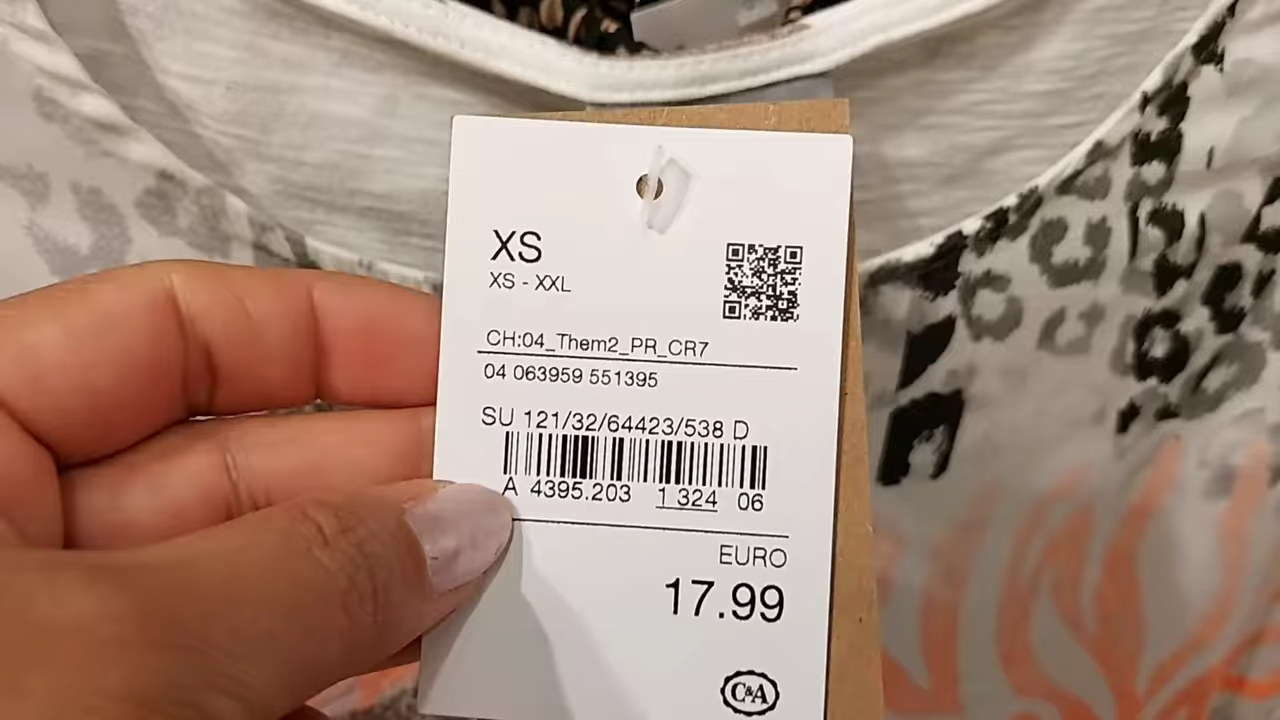 XS
XS - XXL
CH:04_Them2_PR_CR7
04 063959 551395
SU 121/32/64423/538 D
A 4395.203 1 324 06
EURO
17.99
C&A